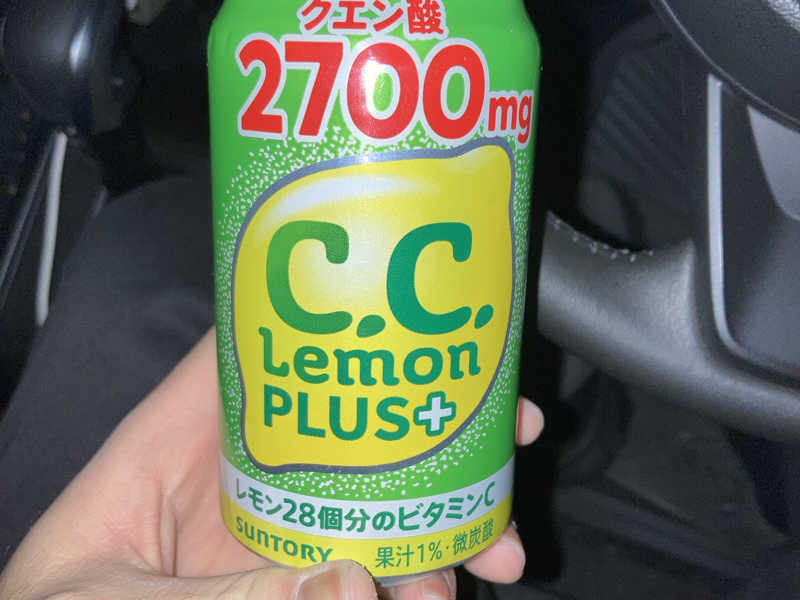 クエン酸
2700mg
C.C.
Lemon
PLUS+
レモン28個分のビタミンC
SUNTORY 果汁1%・微炭酸